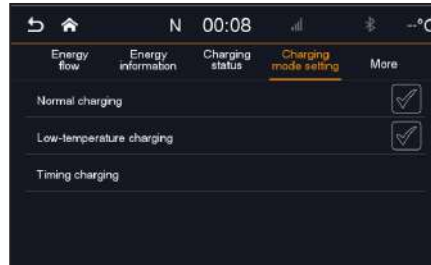 N 00:08 --°C
Energy flow
Energy information
Charging status
Charging mode setting
More
Normal charging
Low-temperature charging
Timing charging